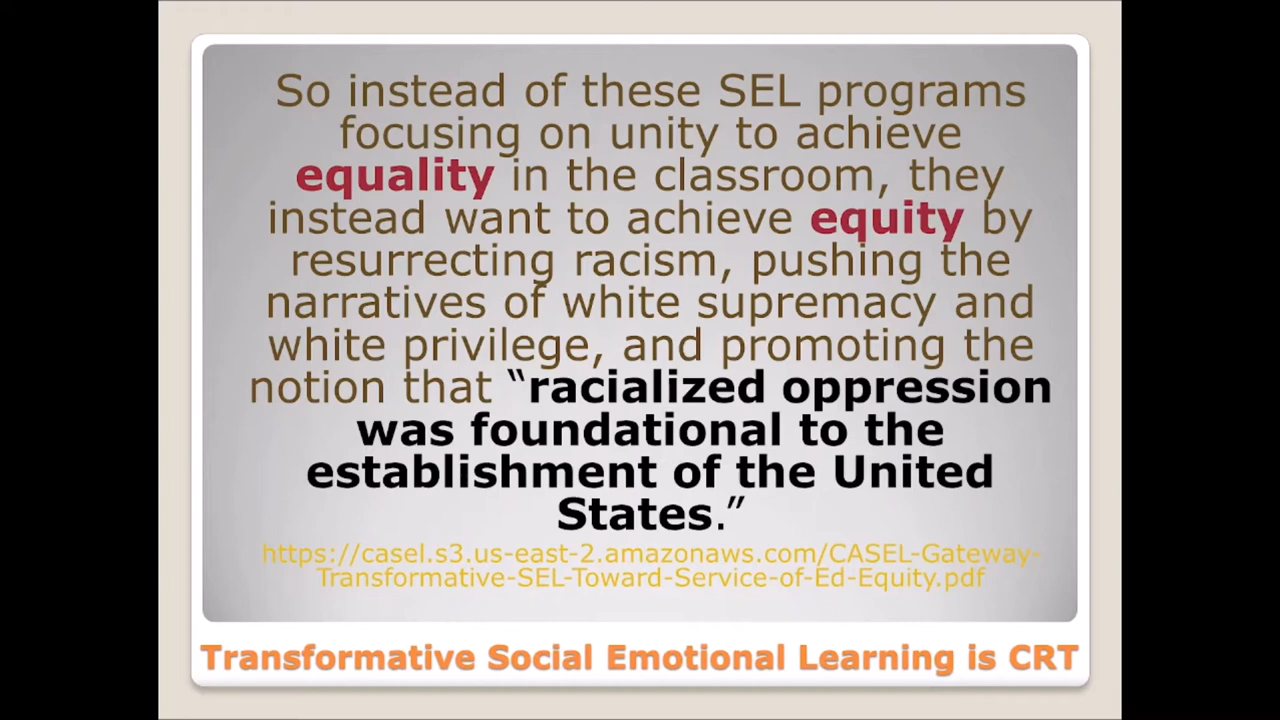 So instead of these SEL programs
focusing on unity to achieve
equality in the classroom, they
instead want to achieve equity by
resurrecting racism, pushing the
narratives of white supremacy and
white privilege, and promoting the
notion that “racialized oppression
was foundational to the
establishment of the United
States.”
https://casel.s3.us-east-2.amazonaws.com/CASEL-Gateway-
Transformative-SEL-Toward-Service-of-Ed-Equity.pdf
Transformative Social Emotional Learning is CRT